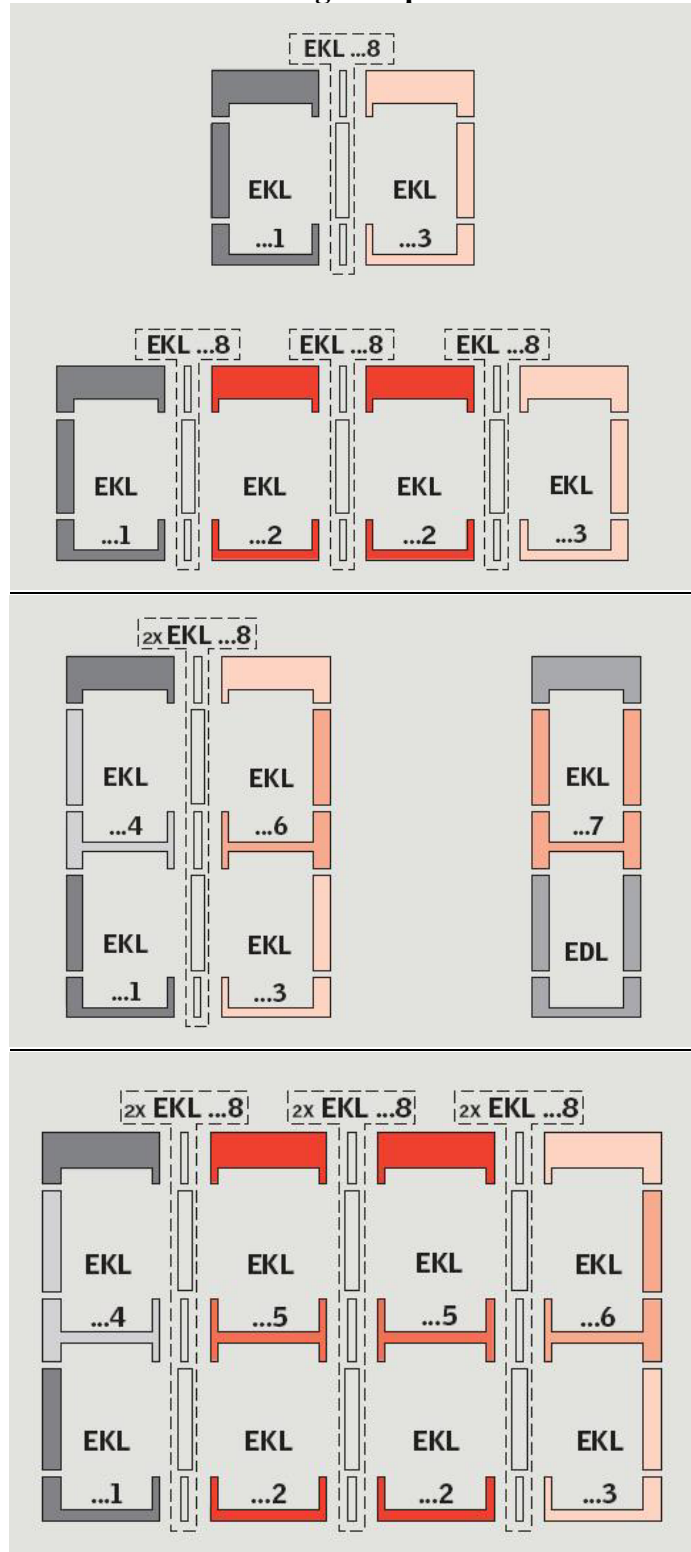 EKL ...8
EKL EKL
...1 ...3
EKL ...8 EKL ...8 EKL ...8
EKL EKL EKL EKL
...1 ...2 ...2 ...3
2X EKL ...8
EKL EKL EKL
...4 ...6 ...7
EKL EKL EDL
...1 ...3
2X EKL ...8 2X EKL ...8 2X EKL ...8
EKL EKL EKL EKL
...4 ...5 ...5 ...6
EKL EKL EKL EKL
...1 ...2 ...2 ...3